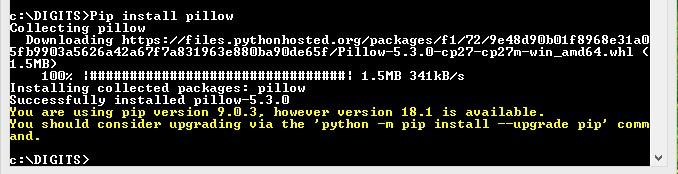 c:\DIGITS>Pip install pillow
Collecting pillow
  Downloading https://files.pythonhosted.org/packages/f1/72/9e48d90b01f8968e31a0
5fb9903a5626a42a67f7a831963e880ba90de65f/Pillow-5.3.0-cp27-cp27m-win_amd64.whl (
1.5MB)
    100% |################################| 1.5MB 341kB/s
Installing collected packages: pillow
Successfully installed pillow-5.3.0
You are using pip version 9.0.3, however version 18.1 is available.
You should consider upgrading via the 'python -m pip install --upgrade pip' comm
and.
c:\DIGITS>